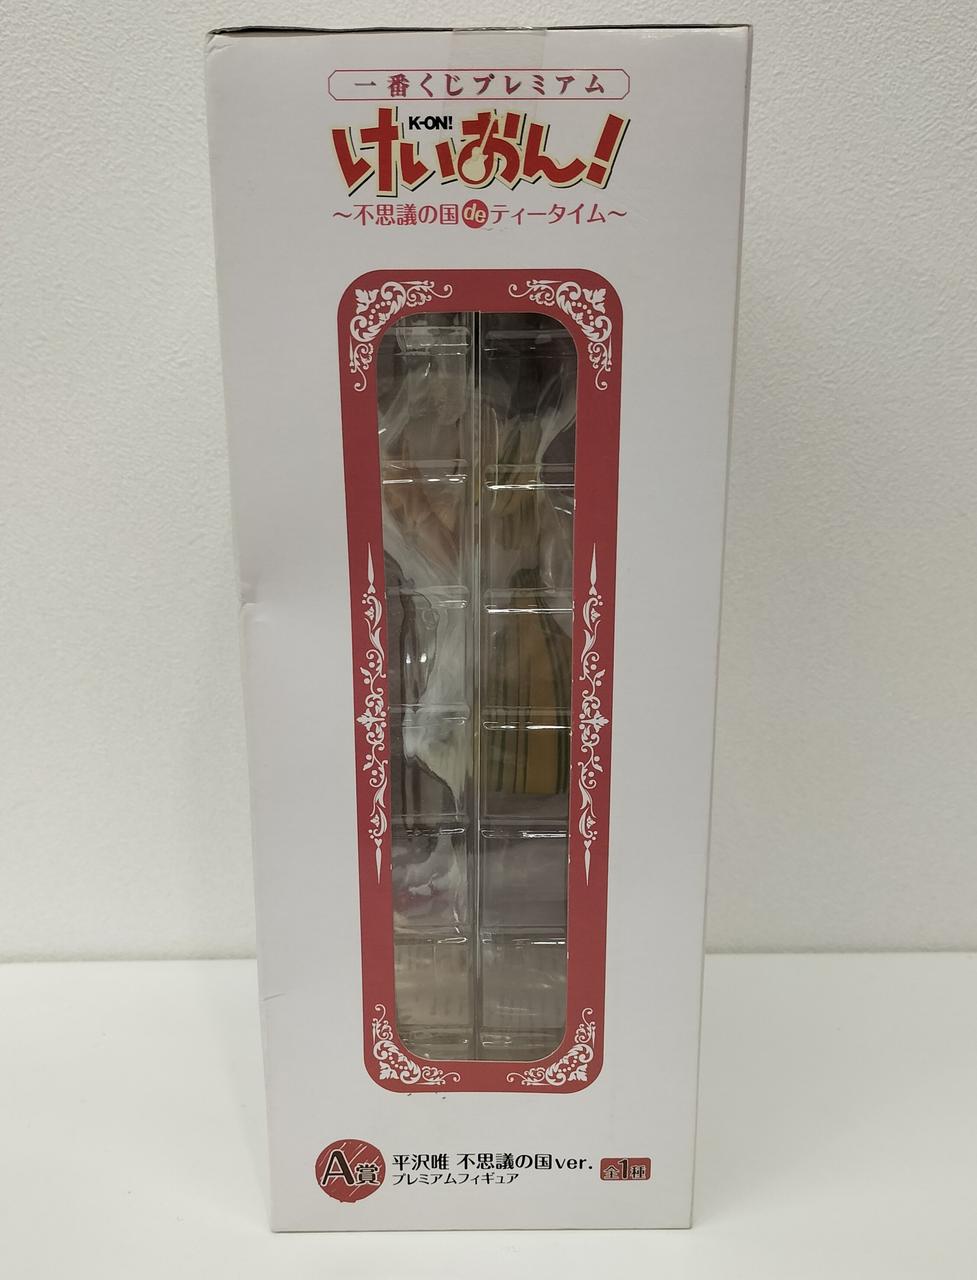 一番くじプレミアム
K-ON!
けいおん!
〜不思議の国deティータイム〜
A賞
平沢唯 不思議の国ver.
プレミアムフィギュア
全1種